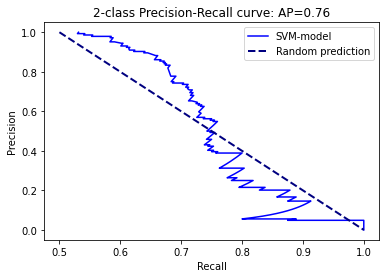 2-class Precision-Recall curve: AP=0.76
SVM-model
Random prediction
Precision
1.0
0.8
0.6
0.4
0.2
0.0
0.5
0.6
0.7
0.8
0.9
1.0
Recall